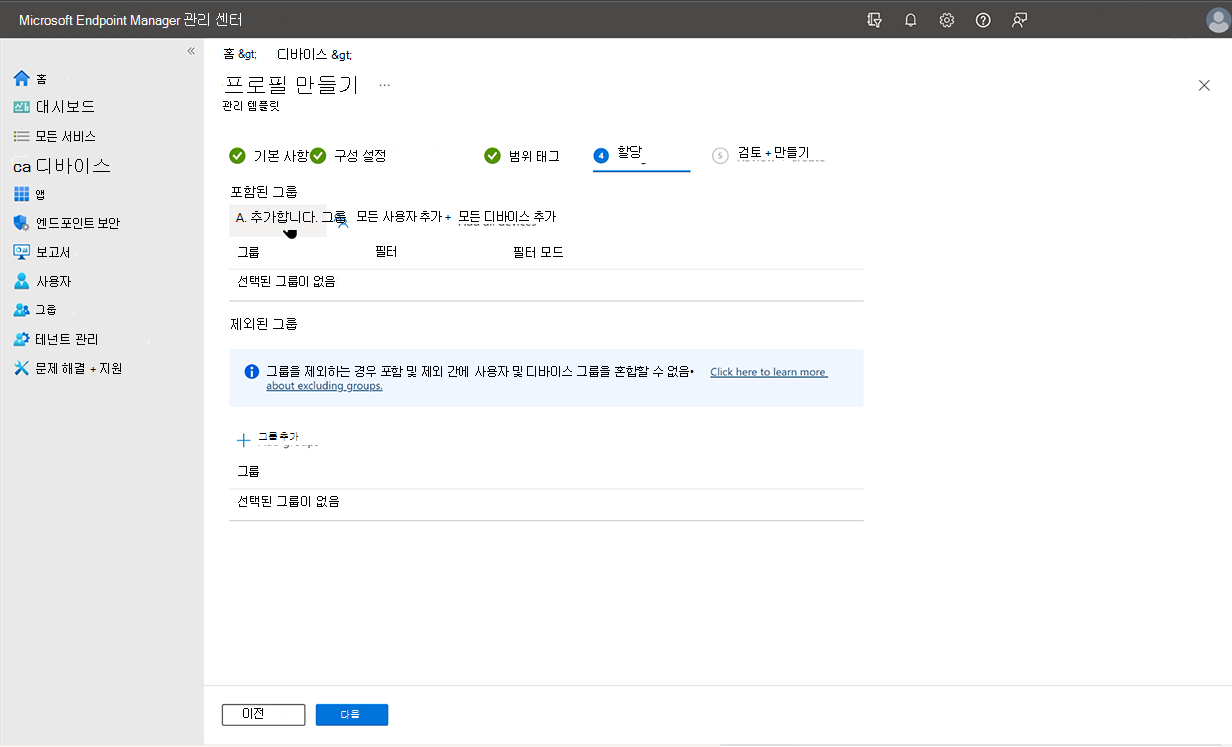 Microsoft Endpoint Manager 관리 센터
홈 &gt; 디바이스 &gt;
프로필 만들기 ...
관리 템플릿
홈
대시보드
모든 서비스
ca 디바이스
앱
엔드포인트 보안
보고서
사용자
그룹
테넌트 관리
문제 해결 + 지원
기본 사항 구성 설정 범위 태그 4 할당 5 검토 + 만들기
포함된 그룹
A. 추가합니다. 그룹 모든 사용자 추가 + 모든 디바이스 추가
그룹 필터 필터 모드
선택된 그룹이 없음
제외된 그룹
그룹을 제외하는 경우 포함 및 제외 간에 사용자 및 디바이스 그룹을 혼합할 수 없음• Click here to learn more
about excluding groups.
그룹 추가
그룹
선택된 그룹이 없음
이전 다음